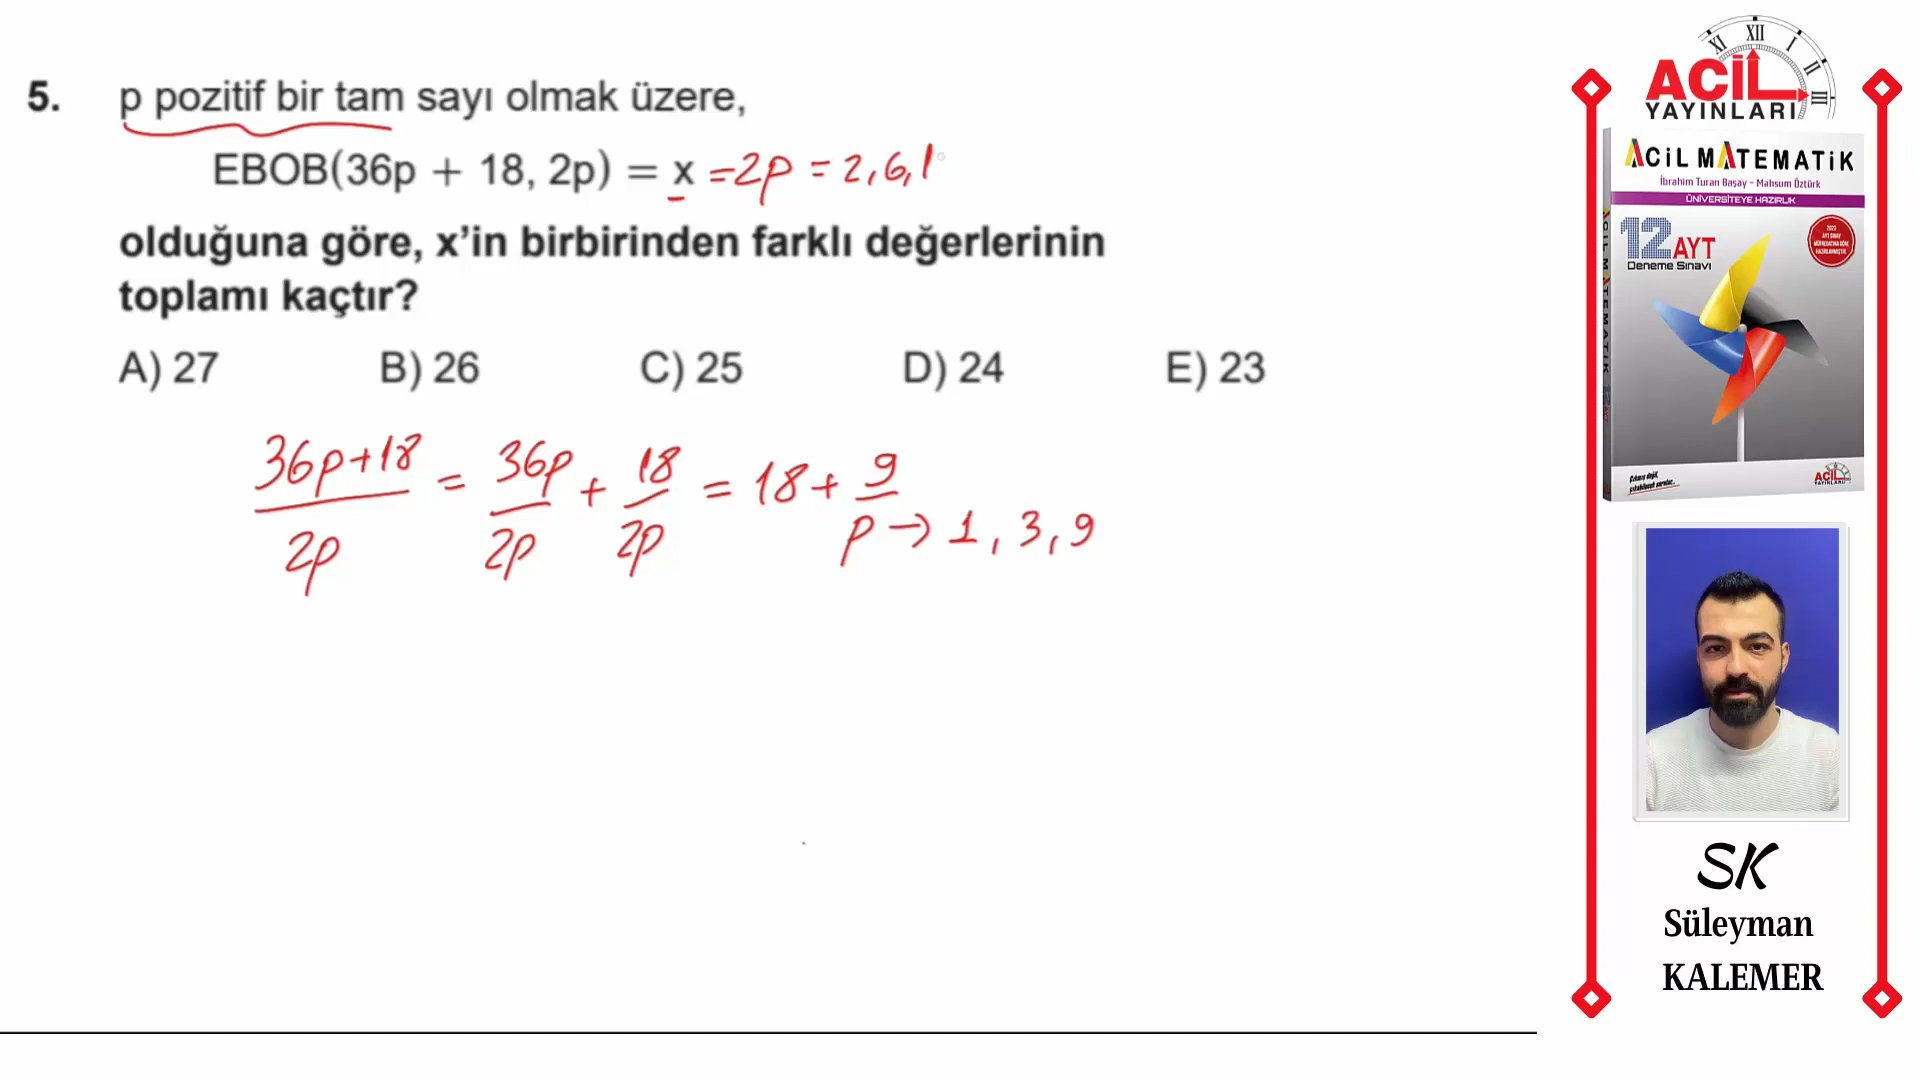 5. p pozitif bir tam sayı olmak üzere,
EBOB(36p + 18, 2p) = x = 2p = 2, 6, 1
olduğuna göre, x'in birbirinden farklı değerlerinin
toplamı kaçtır?
A) 27 B) 26 C) 25 D) 24 E) 23
36p+18/2p = 36p/2p + 18/2p = 18 + 9/p → 1, 3, 9
XI XII I II III
ACİL
YAYINLARI
ACİL MATEMATİK
İbrahim Turan Başay - Mahsum Öztürk
ÜNİVERSİTEYE HAZIRLIK
12 AYT
Deneme Sınavı
ACİL
YAYINLARI
SK
Süleyman
KALEMER